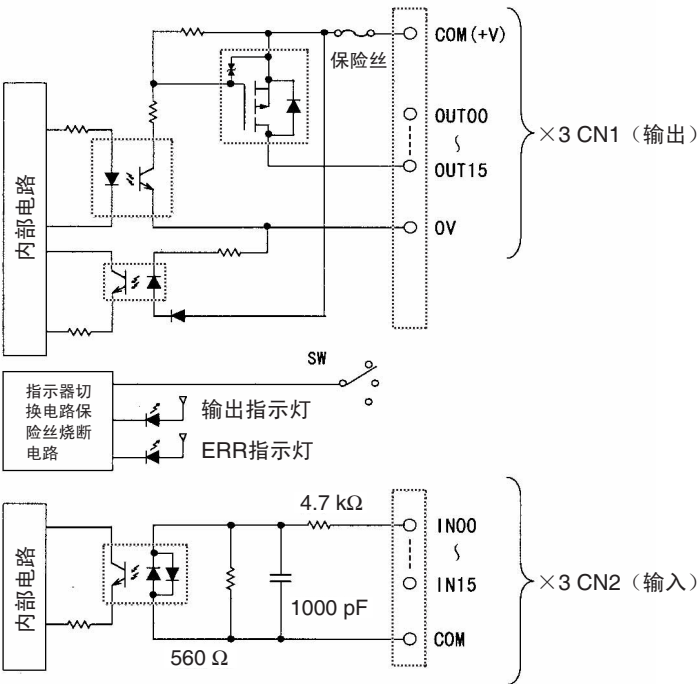 COM(+V)
保险丝
OUT00
~
OUT15
×3 CN1（输出）
0V
内部电路
SW
指示器切
换电路保
险丝烧断
电路
输出指示灯
ERR指示灯
4.7 kΩ
IN00
~
IN15
×3 CN2（输入）
内部电路
1000 pF
COM
560 Ω